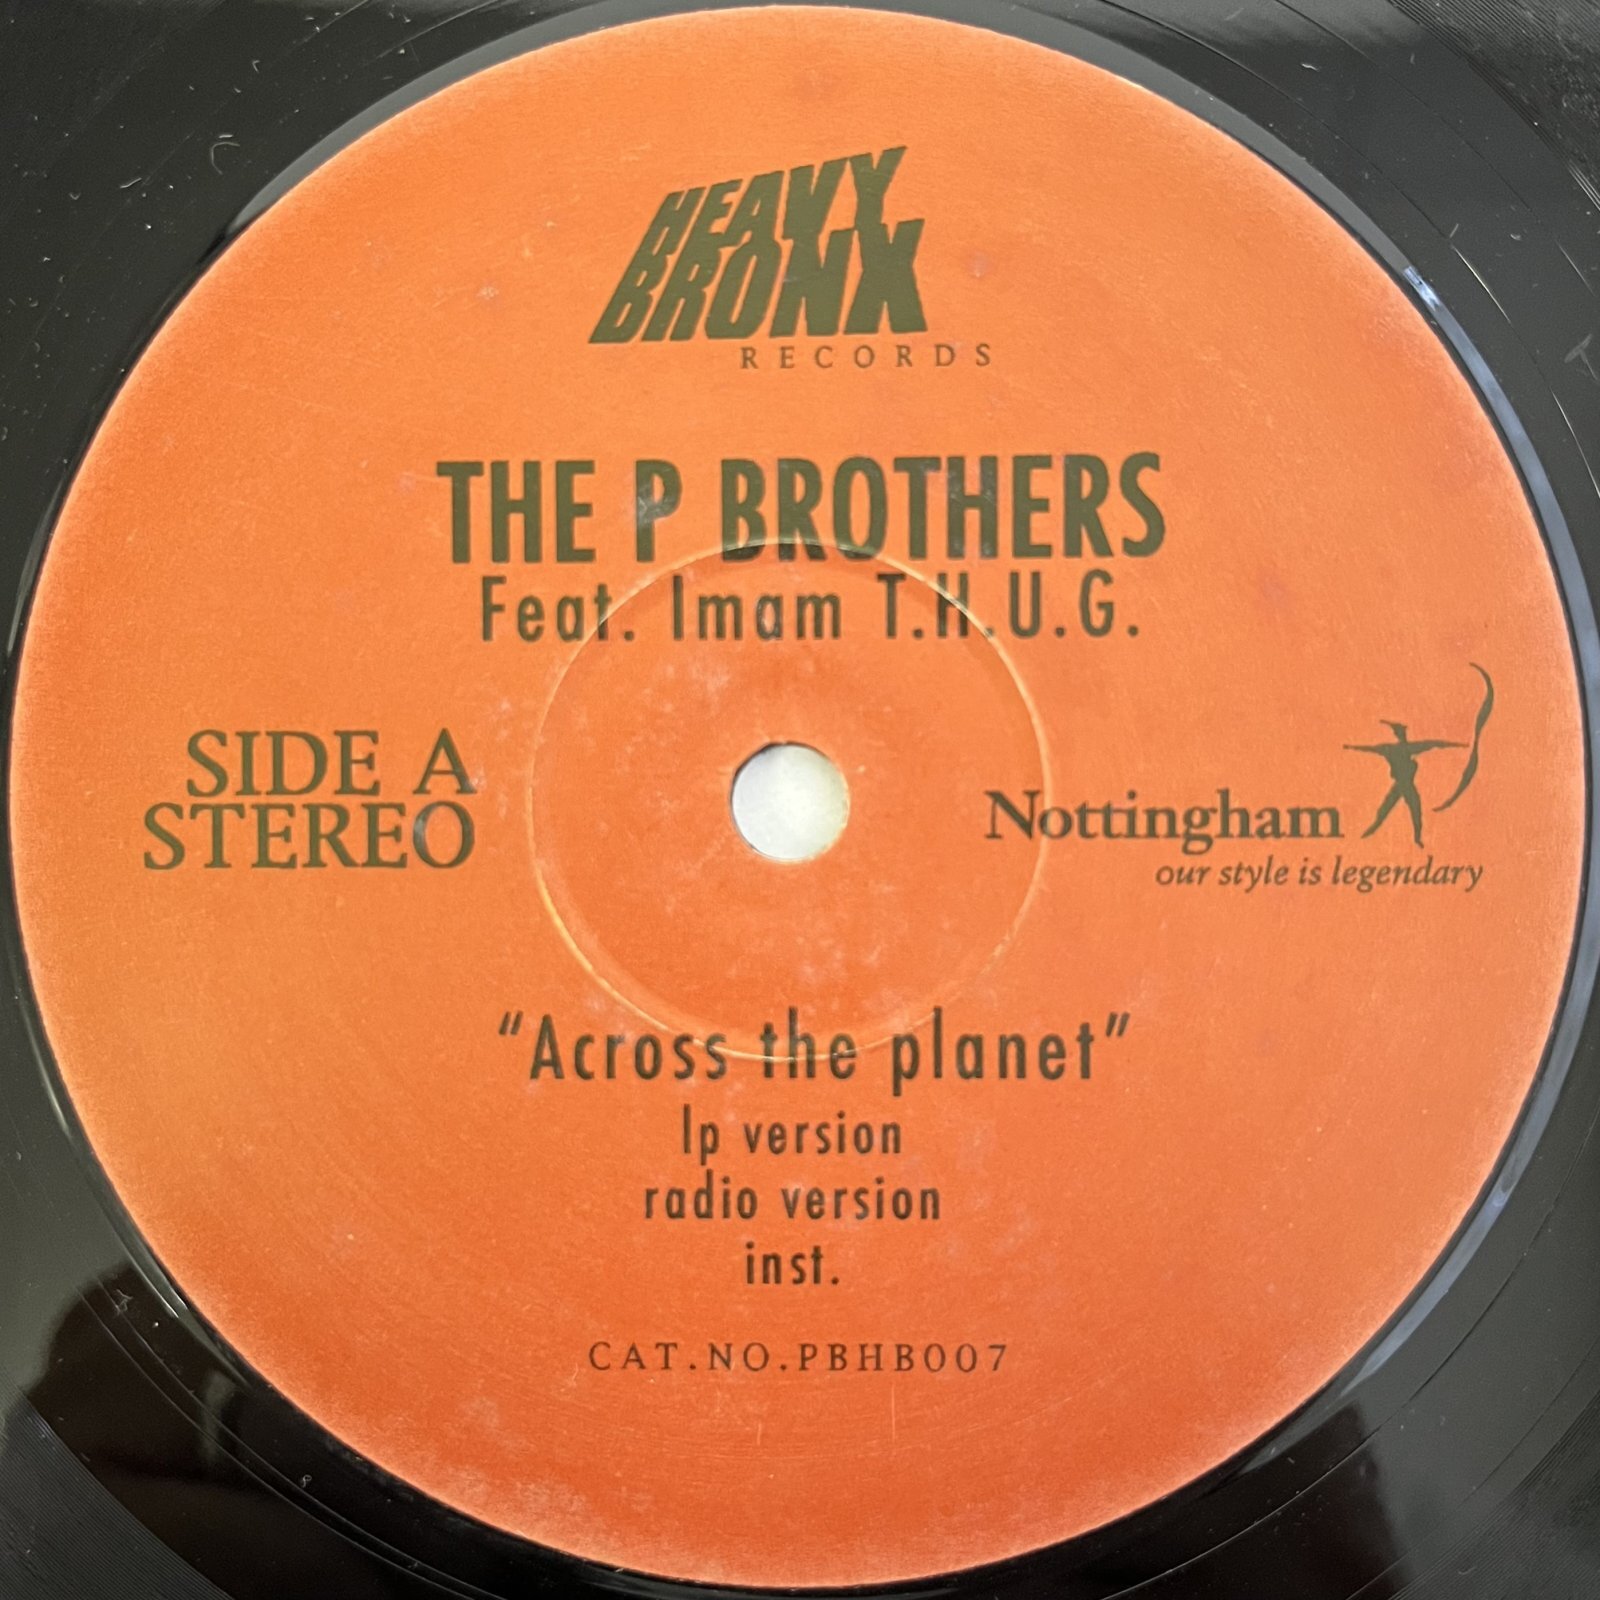 HEAVY
BRONX
RECORDS
THE P BROTHERS
Feat. Imam T.H.U.G.
SIDE A
STEREO
Nottingham
our style is legendary
“Across the planet”
lp version
radio version
inst.
CAT.NO.PBHB007